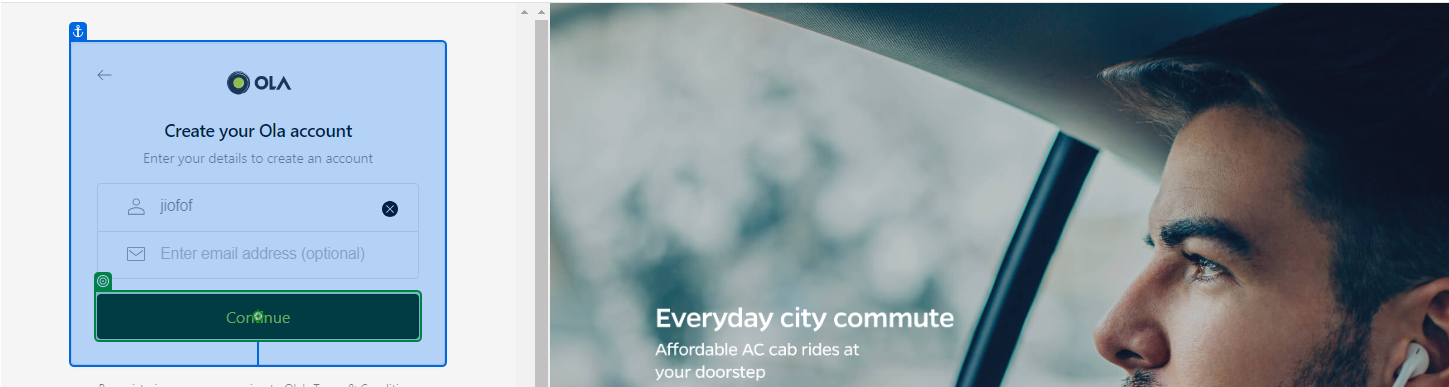 OLA
Create your Ola account
Enter your details to create an account
jiofof
Enter email address (optional)
Continue
Everyday city commute
Affordable AC cab rides at
your doorstep